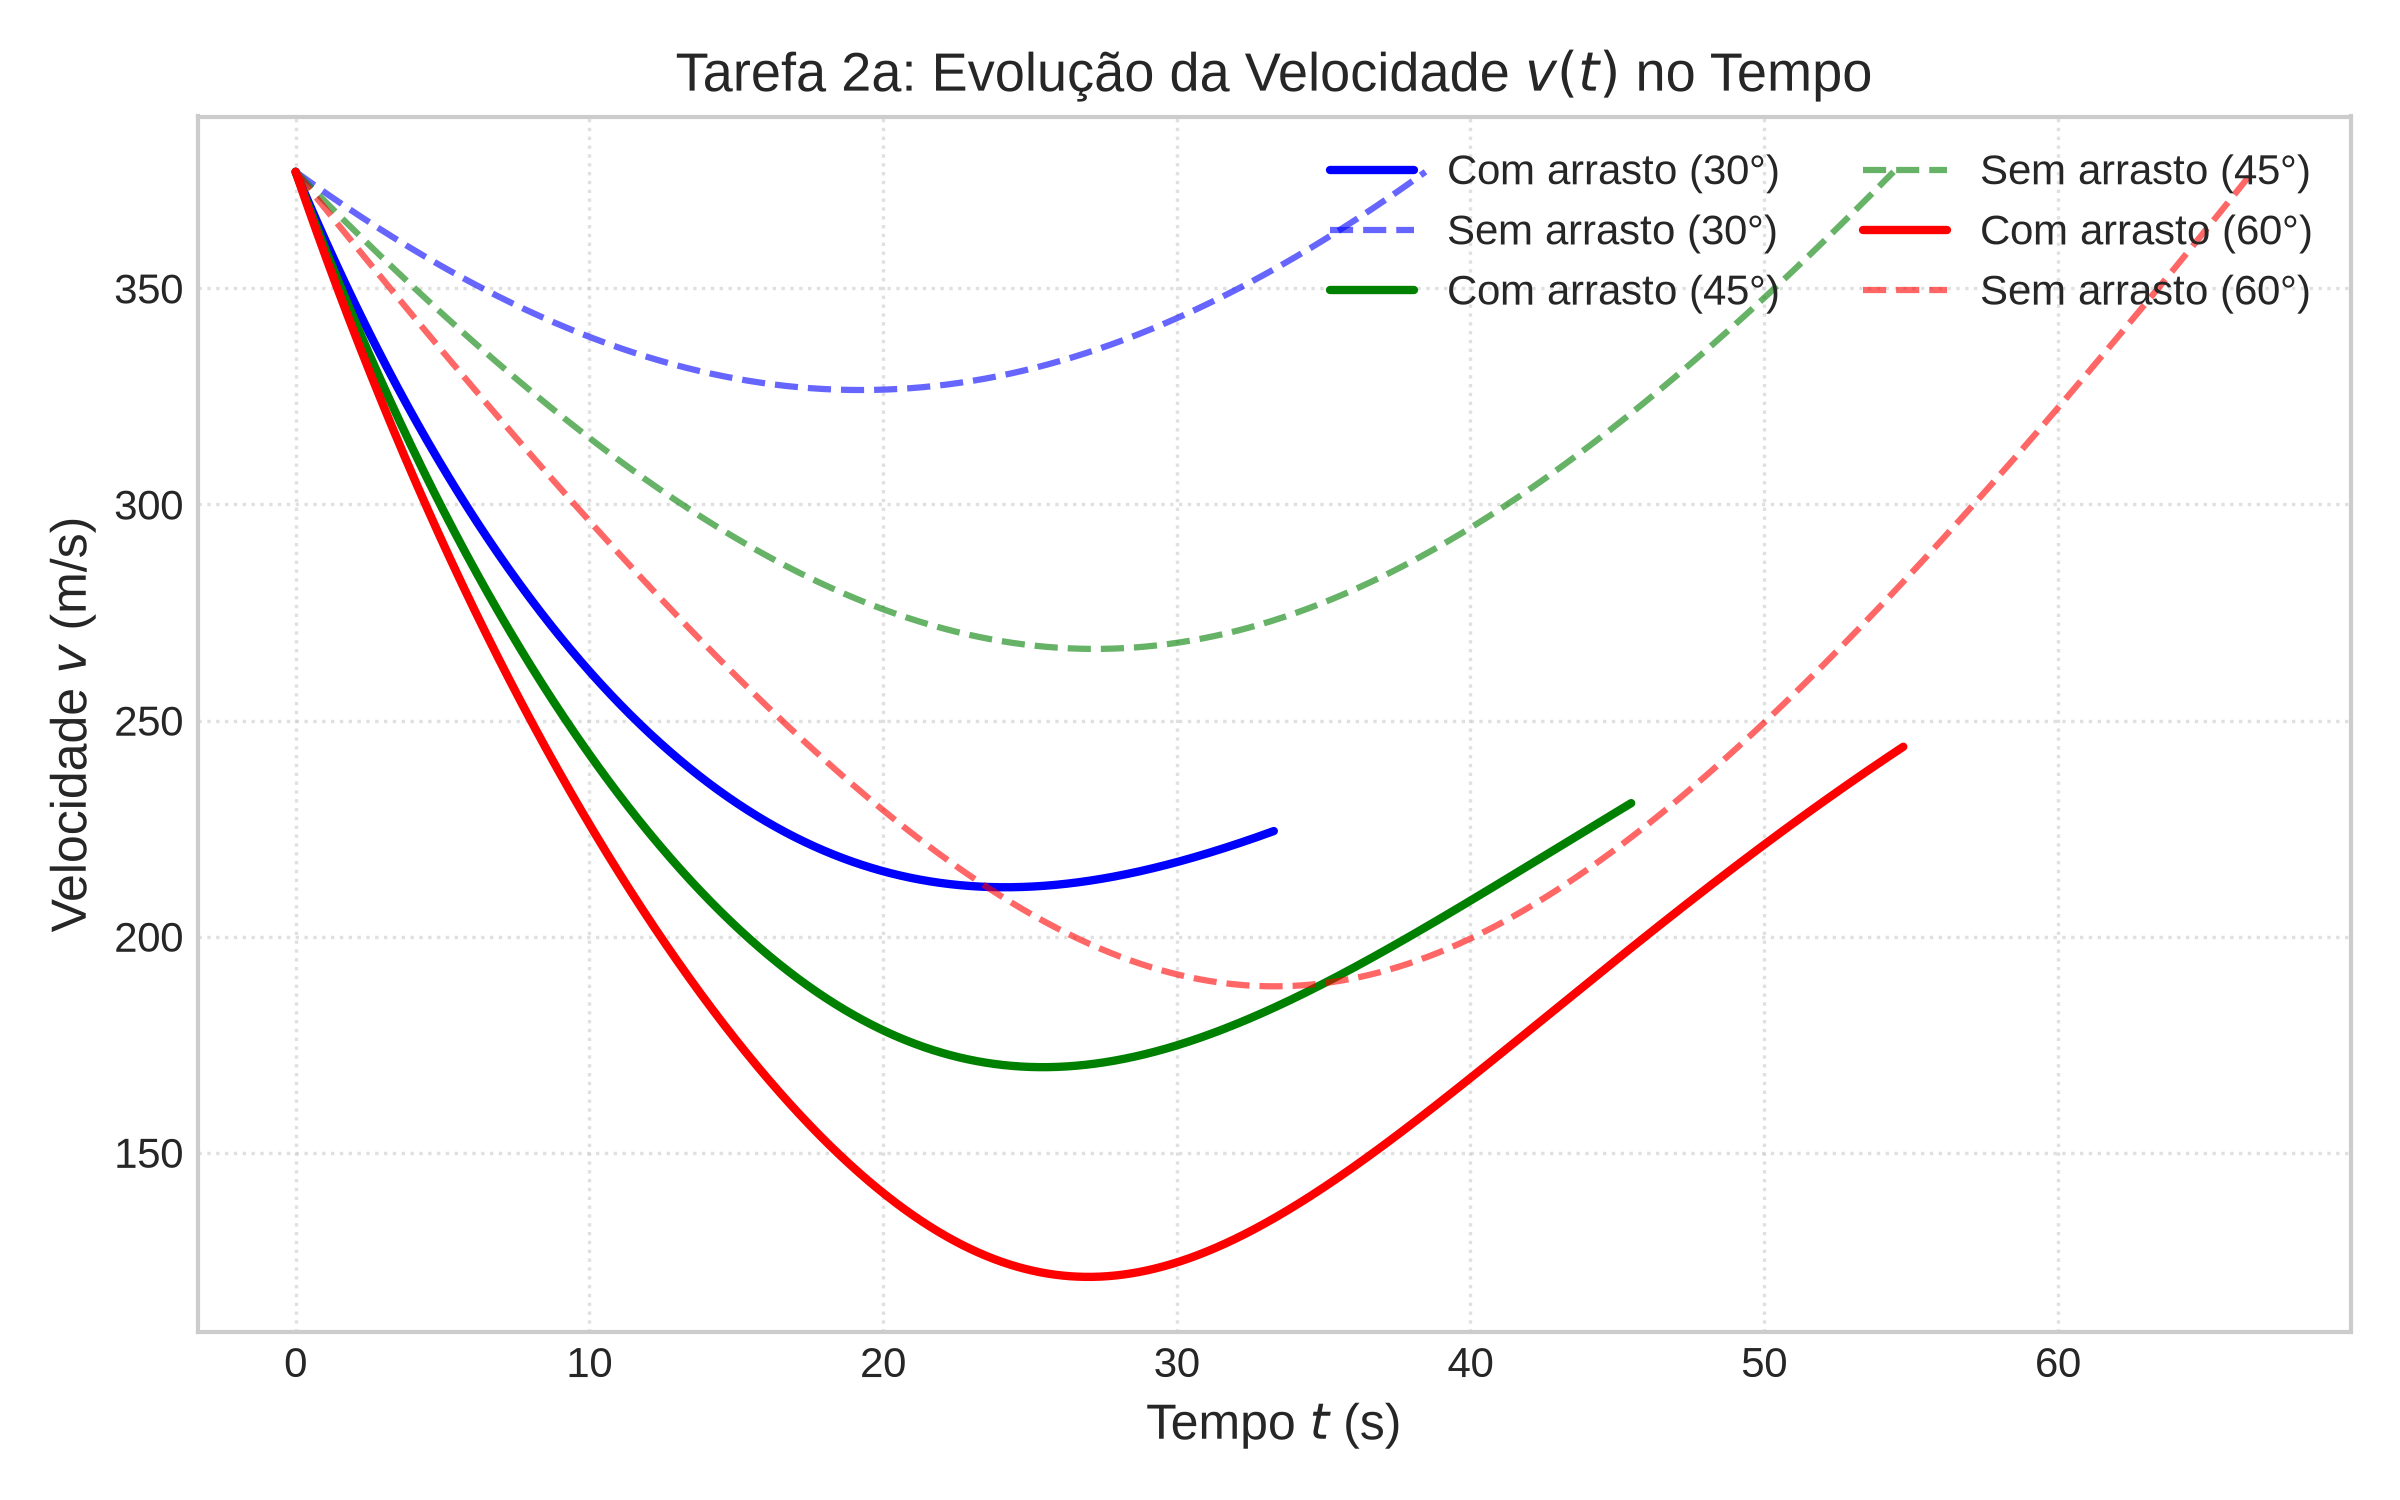 Tarefa 2a: Evolução da Velocidade v(t) no Tempo
Com arrasto (30°)
Sem arrasto (30°)
Com arrasto (45°)
Sem arrasto (45°)
Com arrasto (60°)
Sem arrasto (60°)
Velocidade v (m/s)
350
300
250
200
150
0 10 20 30 40 50 60
Tempo t (s)